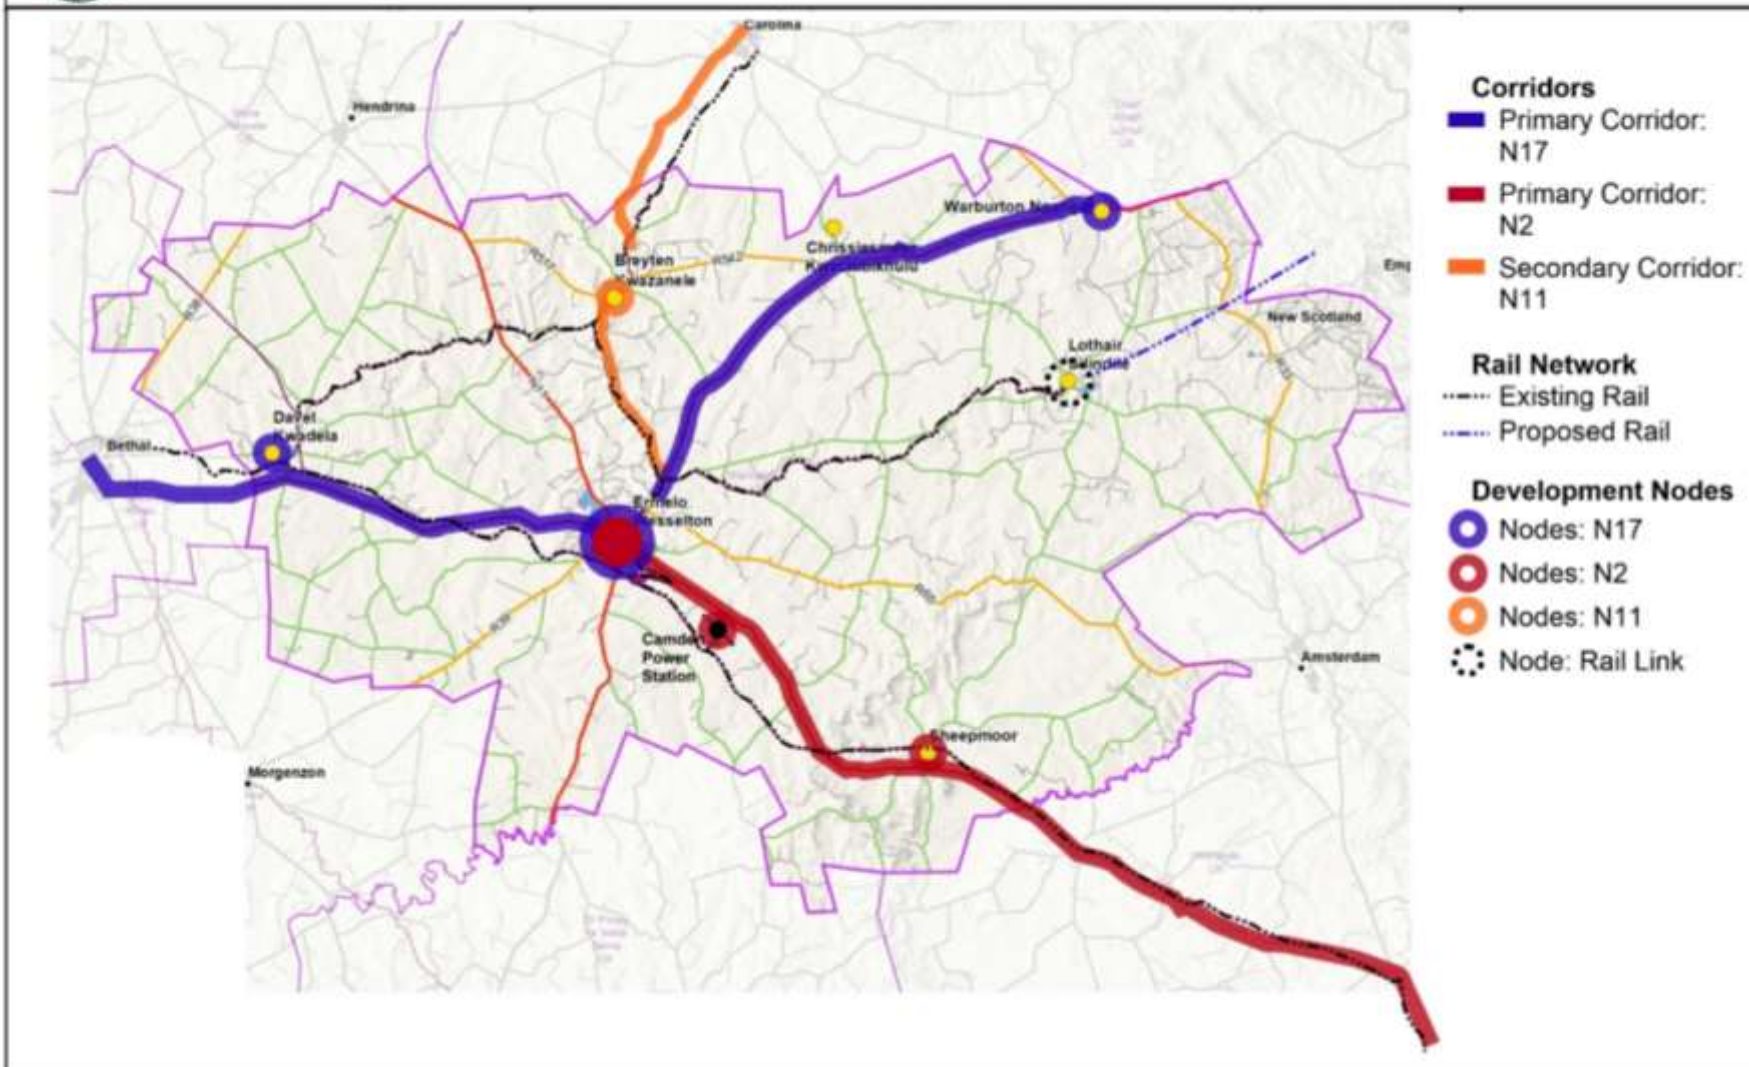 Carolina
Hendrina
Warburton
Breyten
Kwazanele
Chrissiesmeer
New Scotland
Lothair
Davel
Kwadela
Bethal
Ermelo
Wesselton
Camden
Power
Station
Amsterdam
Sheepmoor
Morgenzon
R542
R39
Corridors
Primary Corridor:
N17
Primary Corridor:
N2
Secondary Corridor:
N11
Rail Network
Existing Rail
Proposed Rail
Development Nodes
Nodes: N17
Nodes: N2
Nodes: N11
Node: Rail Link